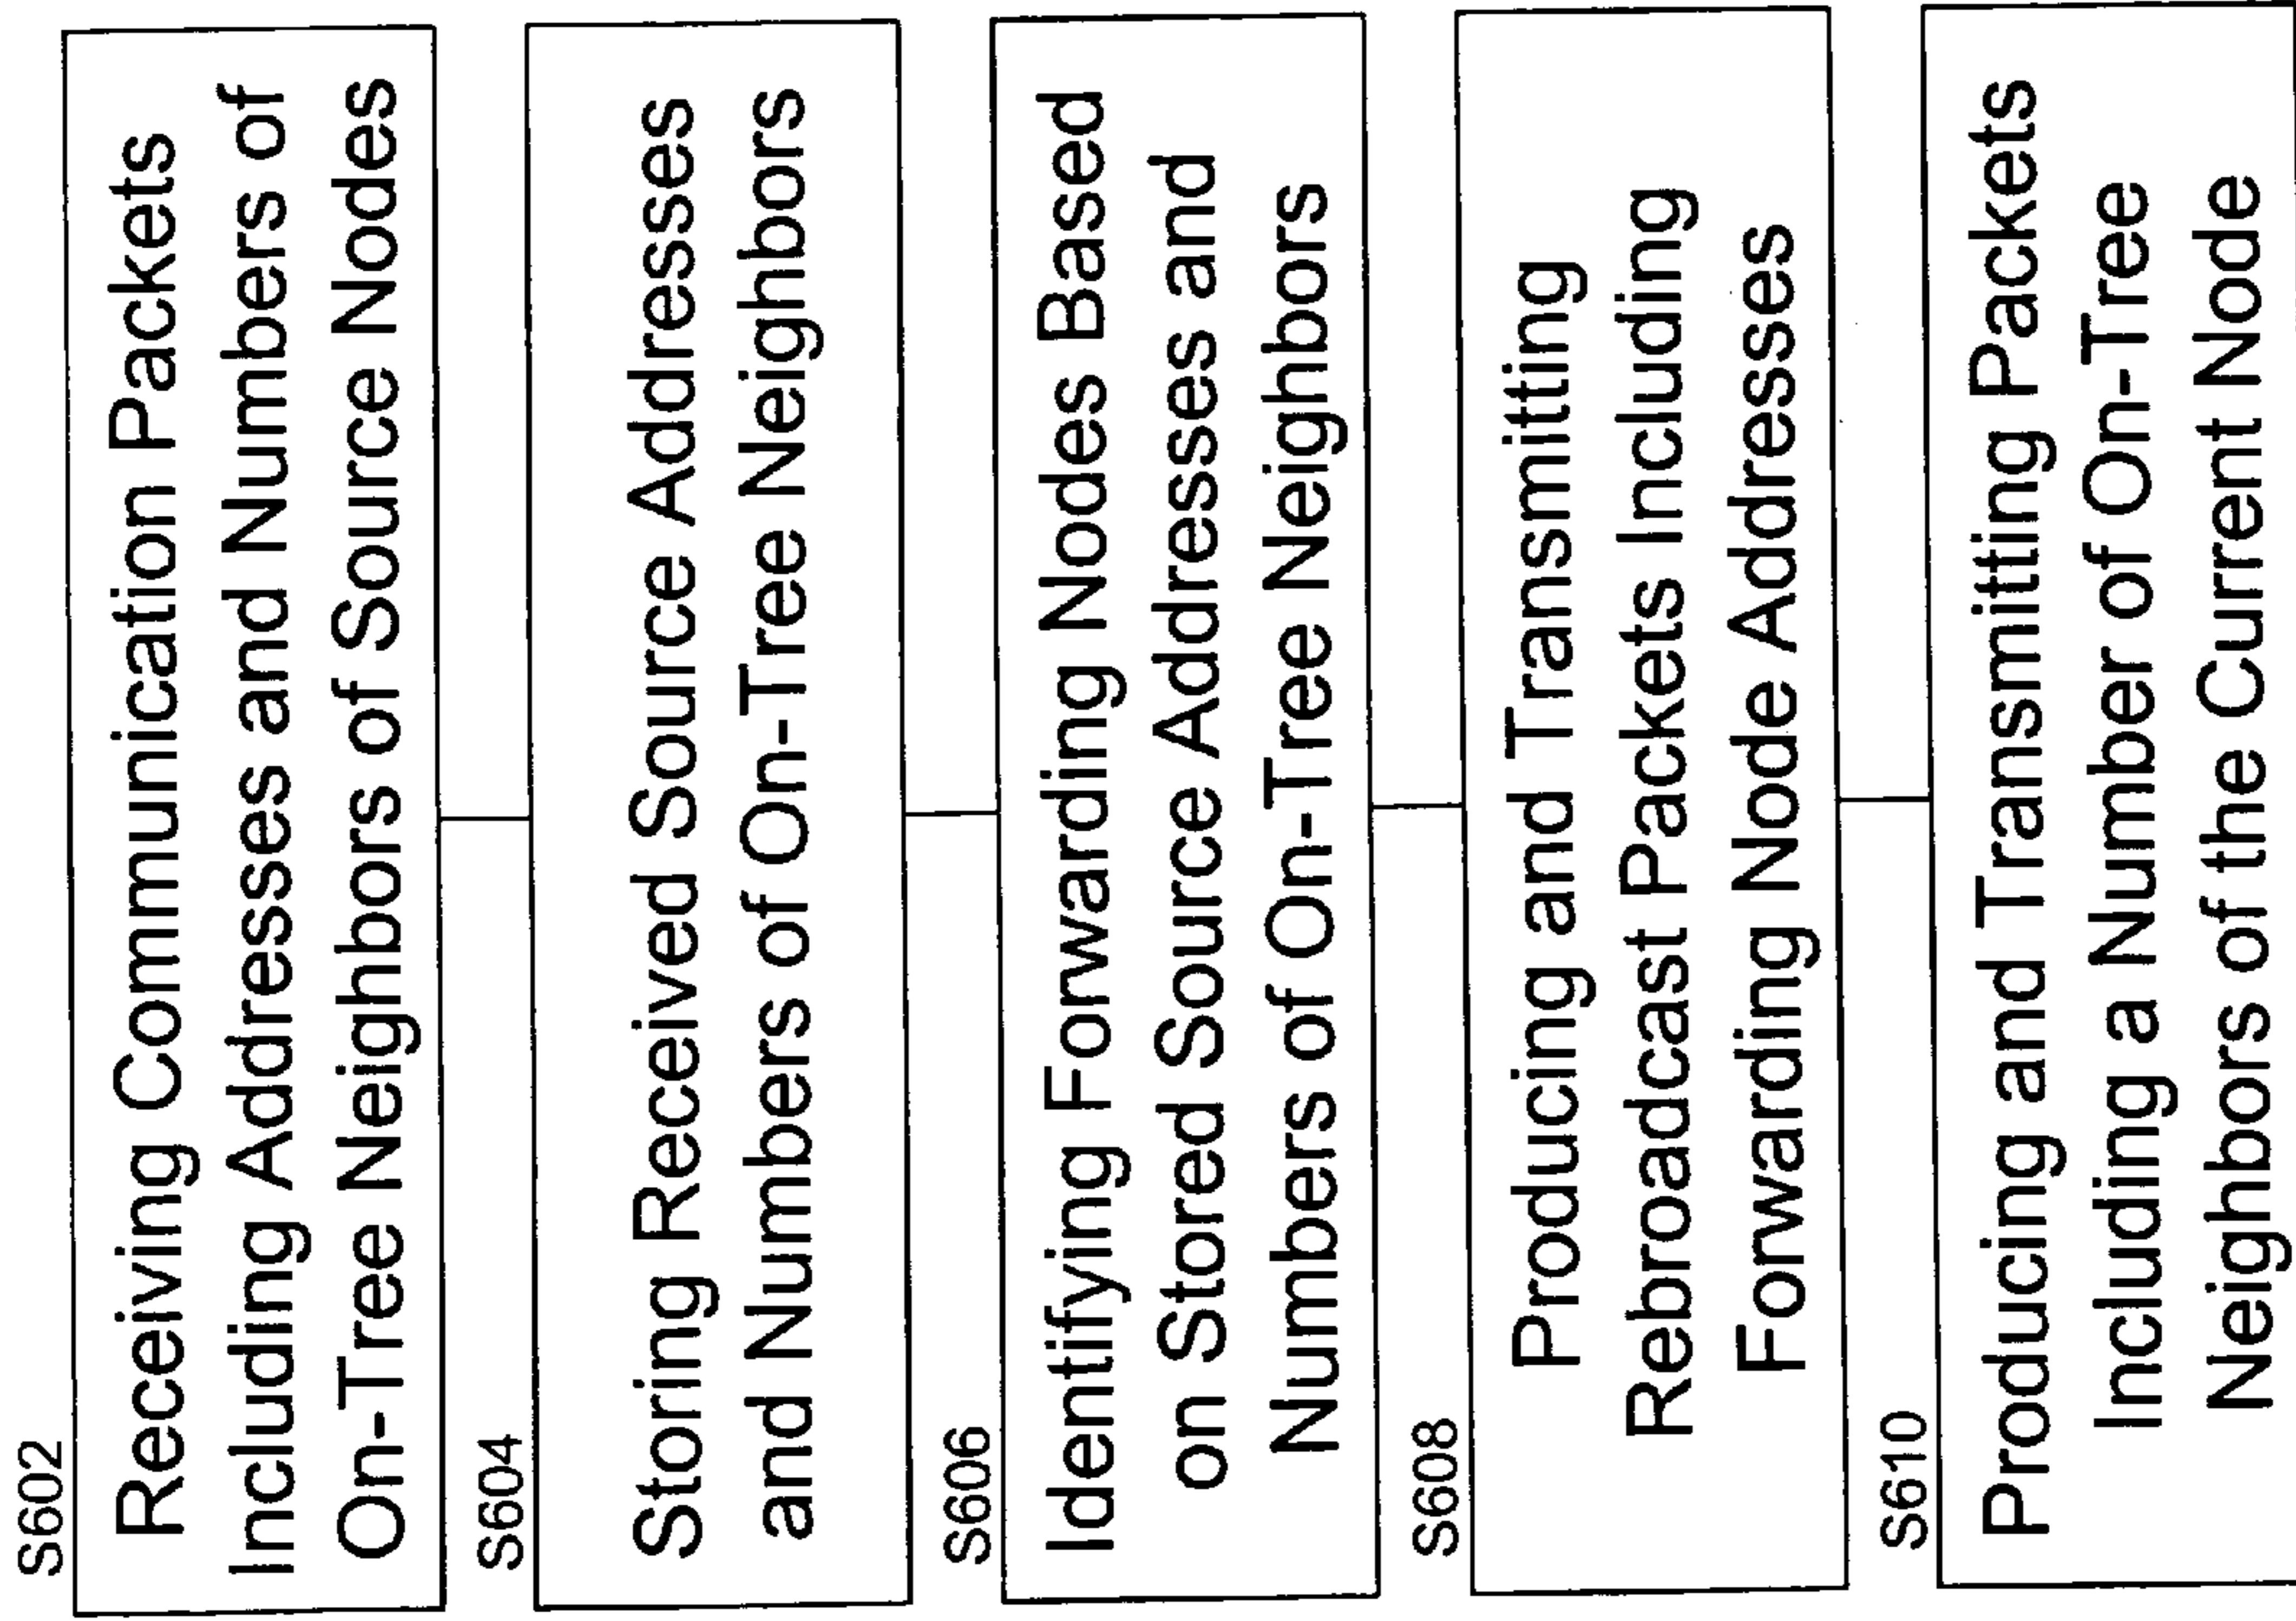 S602
Receiving Communication Packets
Including Addresses and Numbers of
On-Tree Neighbors of Source Nodes
S604
Storing Received Source Addresses
and Numbers of On-Tree Neighbors
S606
Identifying Forwarding Nodes Based
on Stored Source Addresses and
Numbers of On-Tree Neighbors
S608
Producing and Transmitting
Rebroadcast Packets Including
Forwarding Node Addresses
S610
Producing and Transmitting Packets
Including a Number of On-Tree
Neighbors of the Current Node